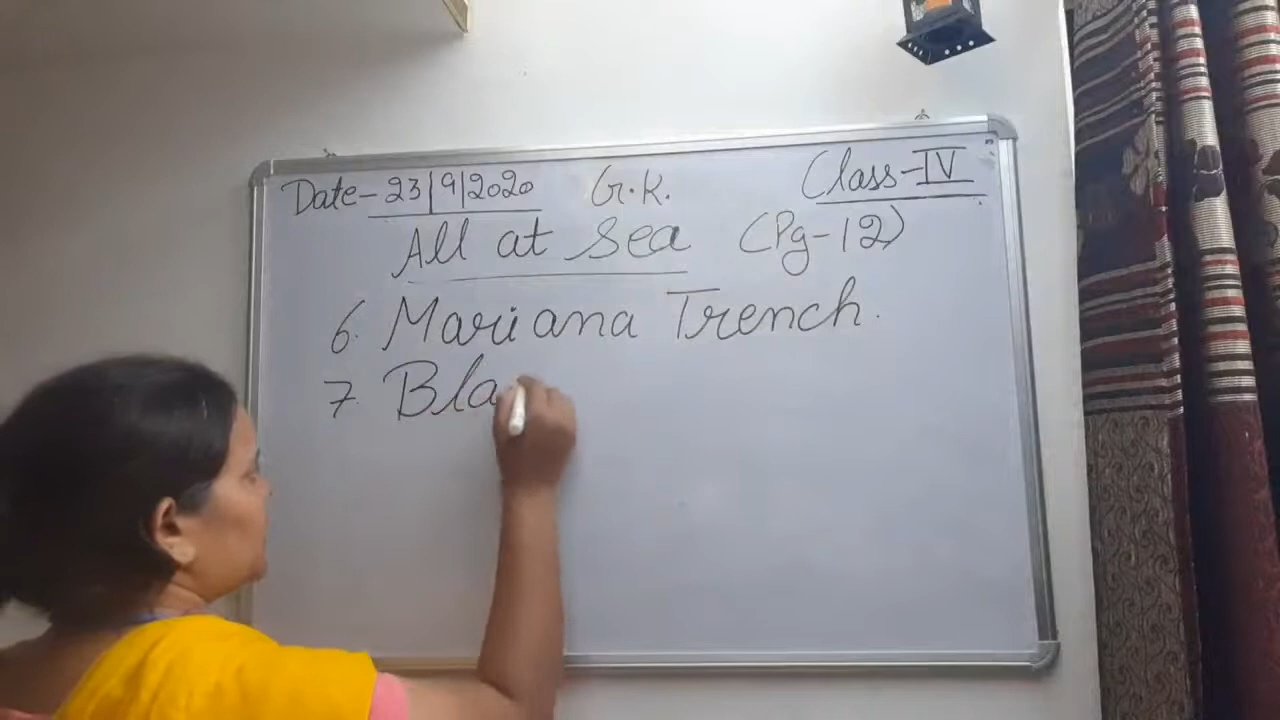 Date-23|9|2020 G.K. Class-IV
All at sea (Pg-12)
6. Mariana Trench.
7. Bla